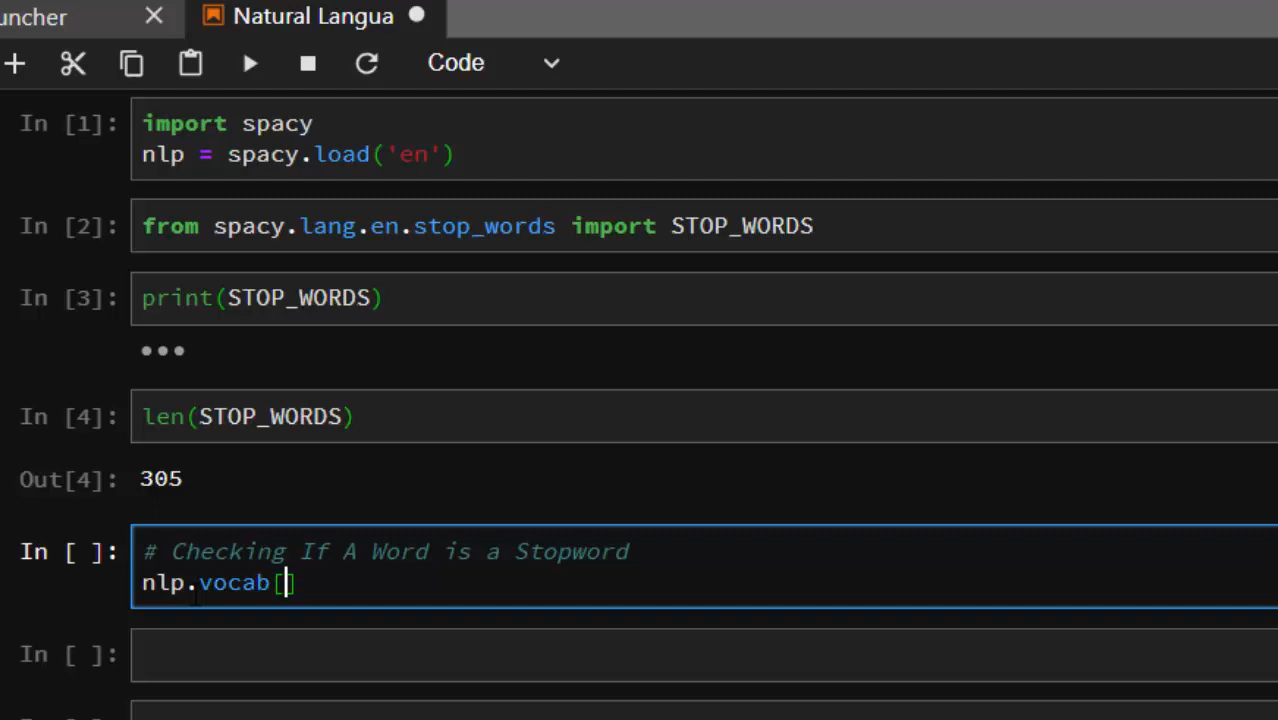 uncher
Natural Langua
Code
In [1]:
import spacy
nlp = spacy.load('en')
In [2]:
from spacy.lang.en.stop_words import STOP_WORDS
In [3]:
print(STOP_WORDS)
In [4]:
len(STOP_WORDS)
Out[4]:
305
In [ ]:
# Checking If A Word is a Stopword
nlp.vocab[]
In [ ]: